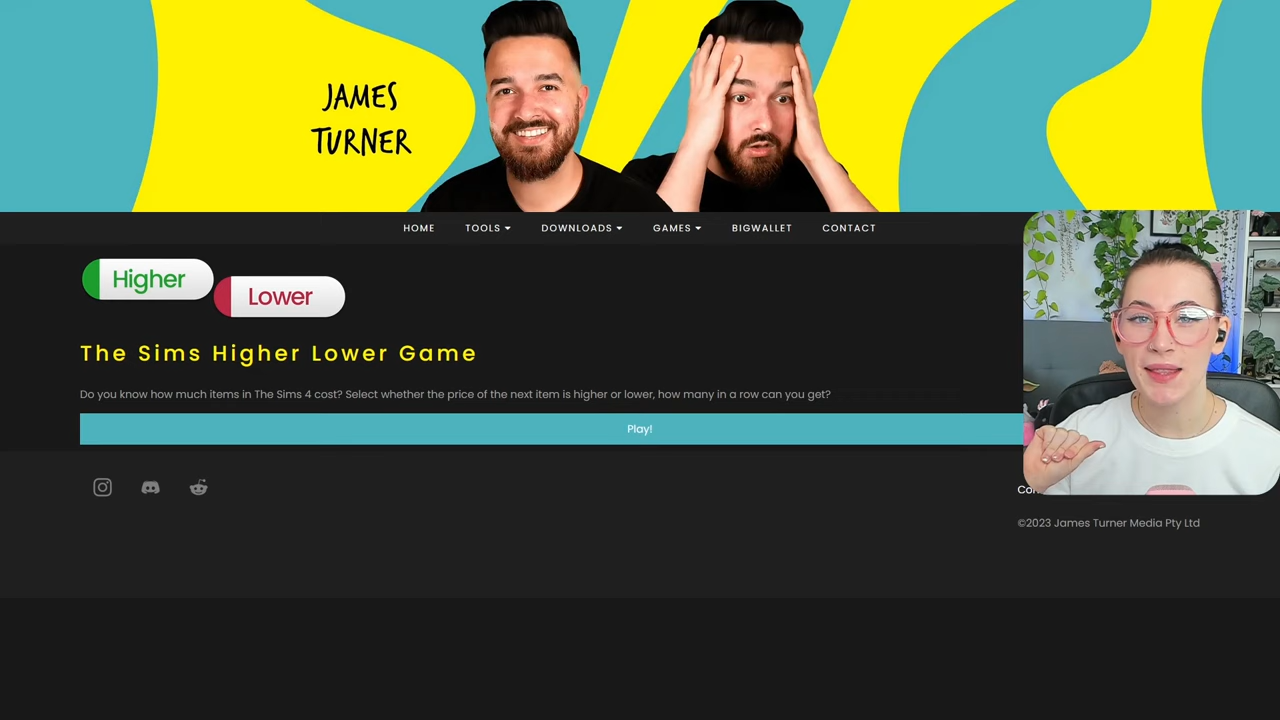 JAMES
TURNER
HOME TOOLS DOWNLOADS GAMES BIGWALLET CONTACT
Higher
Lower
The Sims Higher Lower Game
Do you know how much items in The Sims 4 cost? Select whether the price of the next item is higher or lower, how many in a row can you get?
Play!
©2023 James Turner Media Pty Ltd